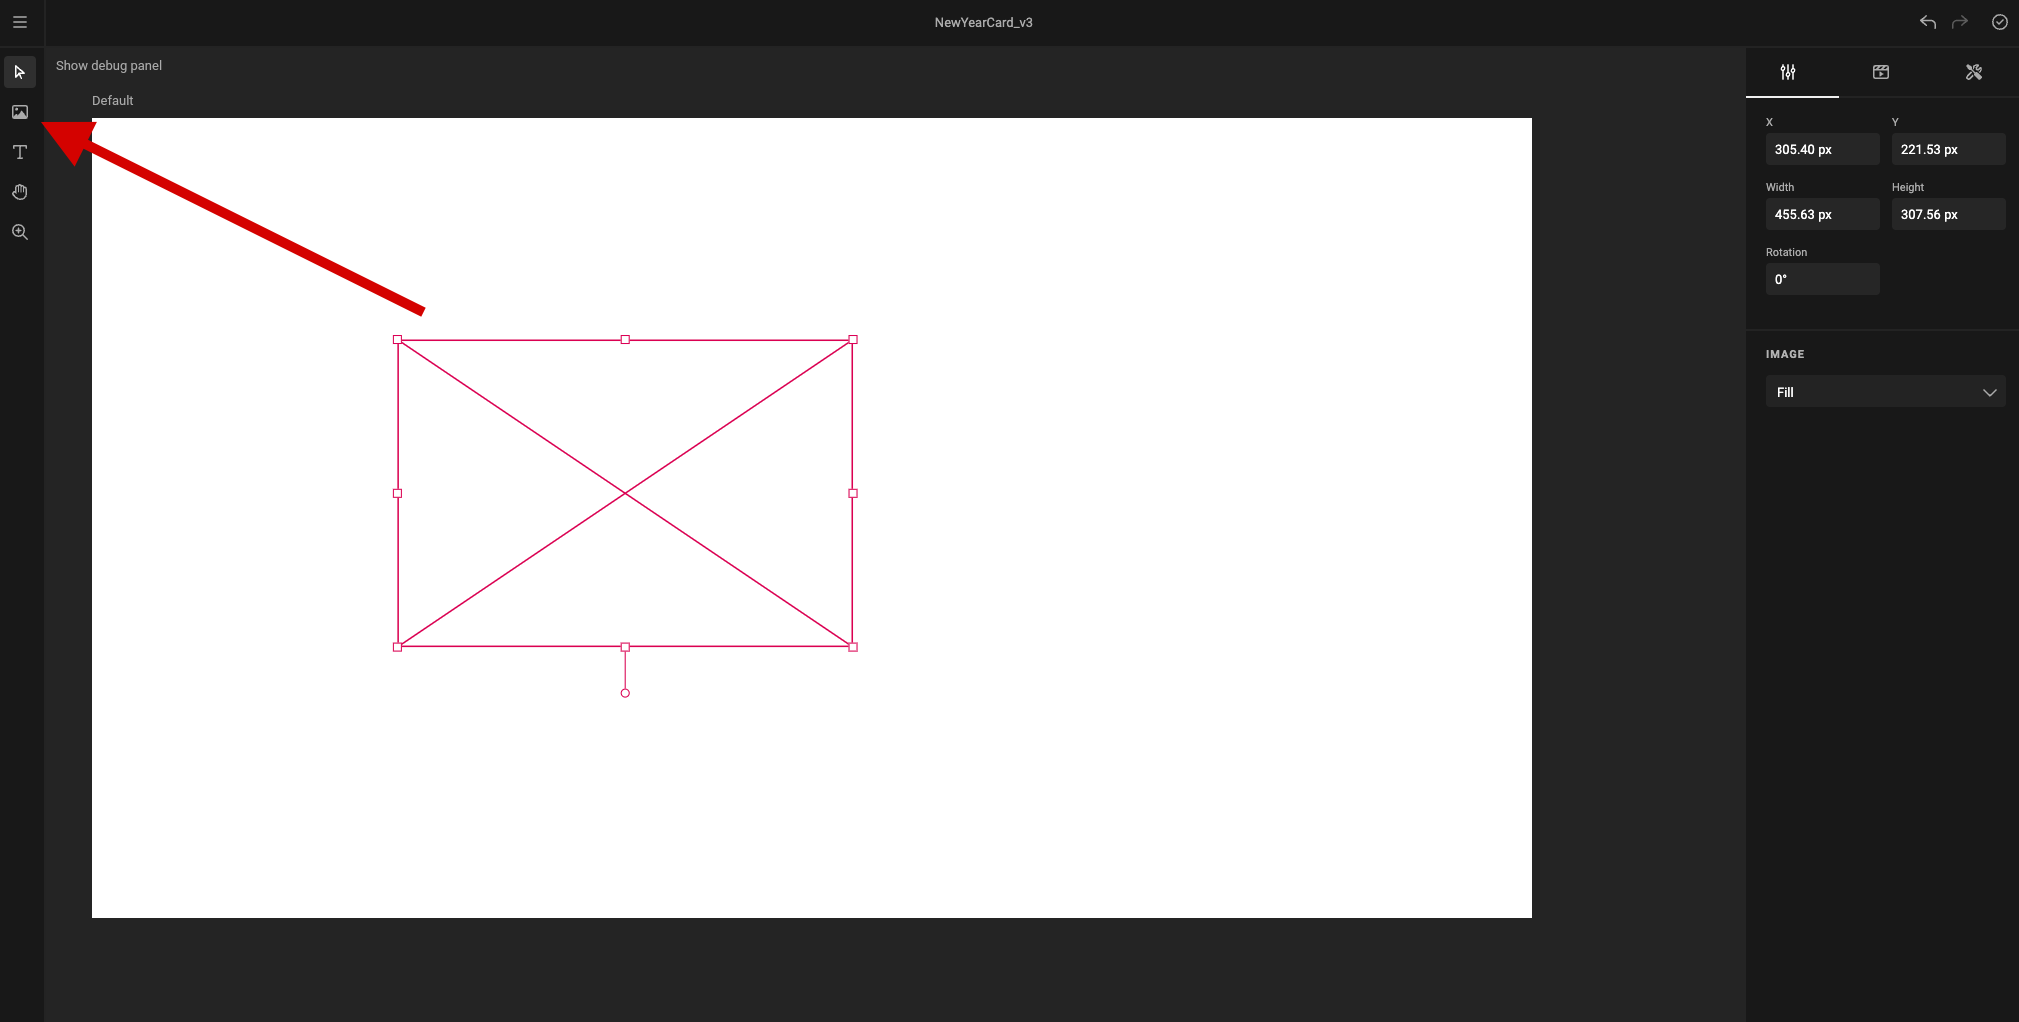 NewYearCard_v3
Show debug panel
Default
X Y
305.40 px 221.53 px
Width Height
455.63 px 307.56 px
Rotation
0°
IMAGE
Fill